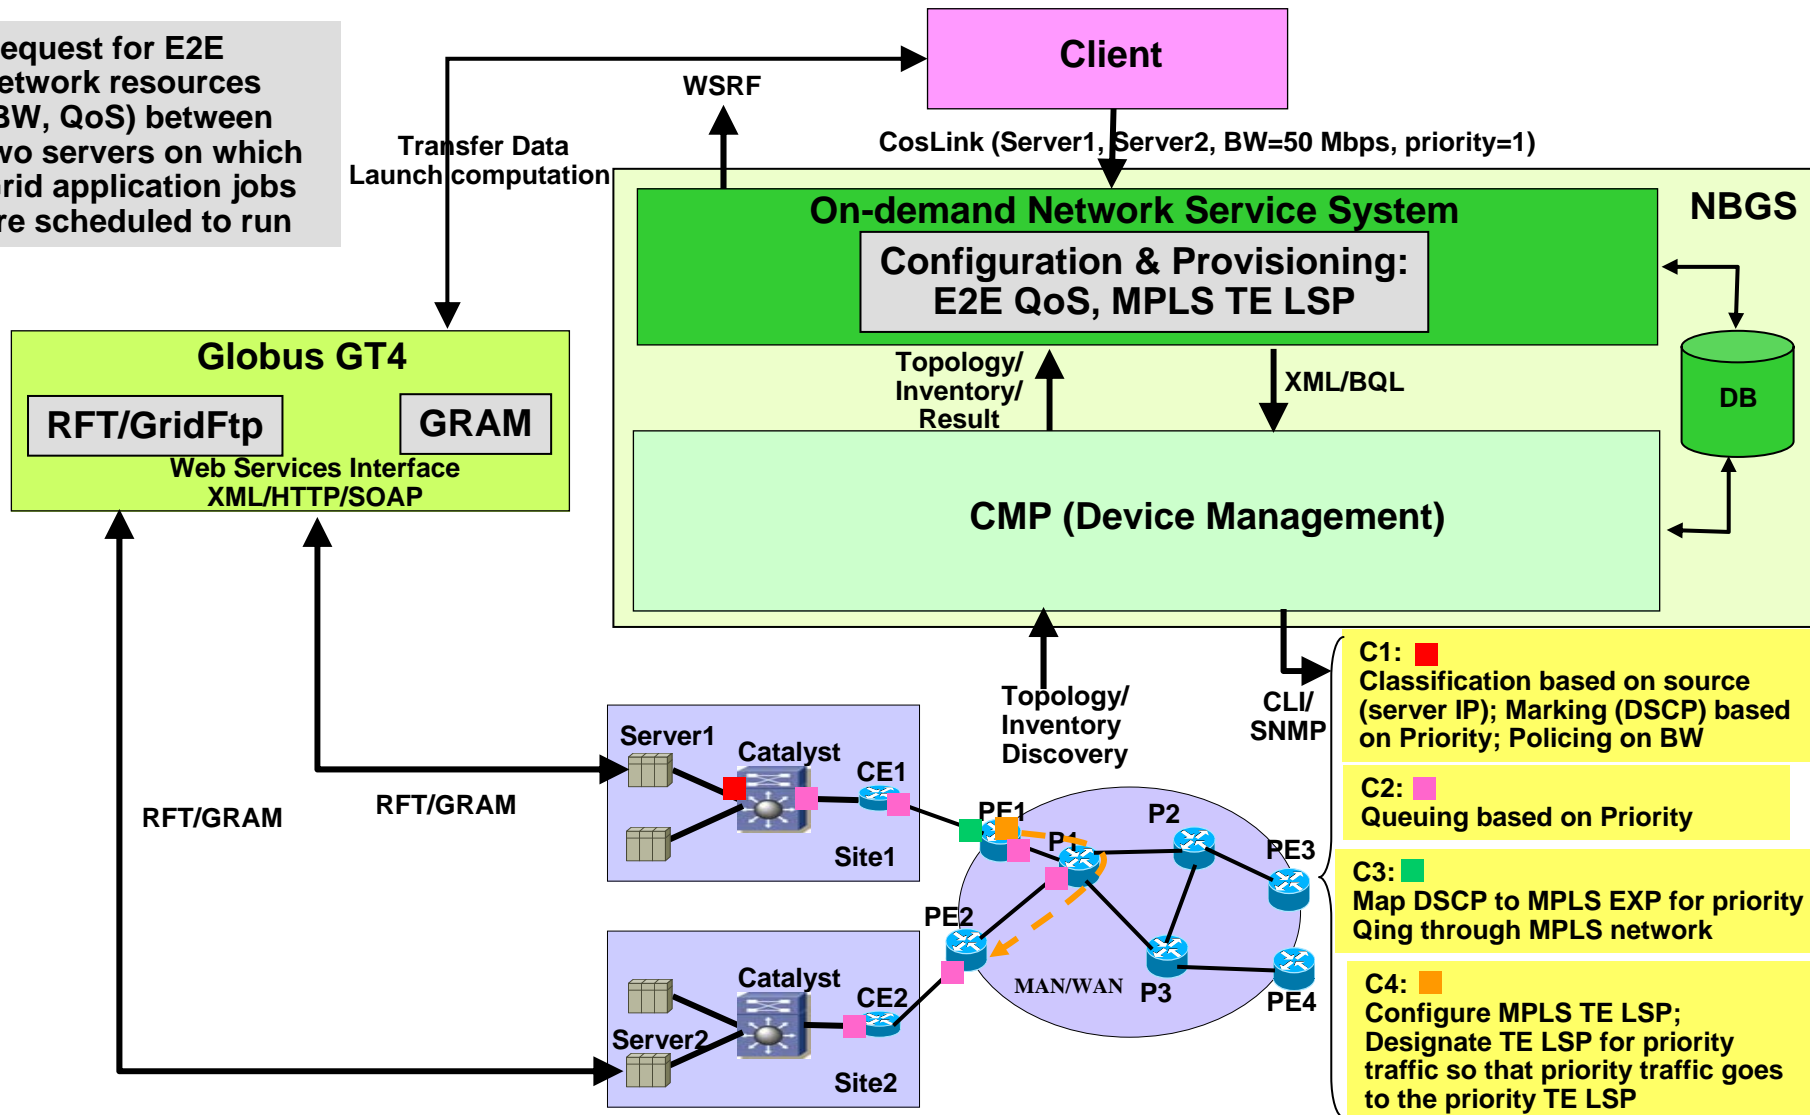 equest for E2E
etwork resources
BW, QoS) between
wo servers on which
rid application jobs
re scheduled to run
Client
WSRF
CosLink (Server1, Server2, BW=50 Mbps, priority=1)
Transfer Data
Launch computation
NBGS
On-demand Network Service System
Configuration & Provisioning:
E2E QoS, MPLS TE LSP
Globus GT4
RFT/GridFtp
GRAM
Web Services Interface
XML/HTTP/SOAP
Topology/
Inventory/
Result
XML/BQL
DB
CMP (Device Management)
Topology/
Inventory
Discovery
CLI/
SNMP
C1:
Classification based on source
(server IP); Marking (DSCP) based
on Priority; Policing on BW
C2:
Queuing based on Priority
C3:
Map DSCP to MPLS EXP for priority
Qing through MPLS network
C4:
Configure MPLS TE LSP;
Designate TE LSP for priority
traffic so that priority traffic goes
to the priority TE LSP
RFT/GRAM
RFT/GRAM
Server1
Catalyst
CE1
Site1
PE1
P1
P2
PE3
PE2
MAN/WAN
P3
PE4
Catalyst
CE2
Server2
Site2